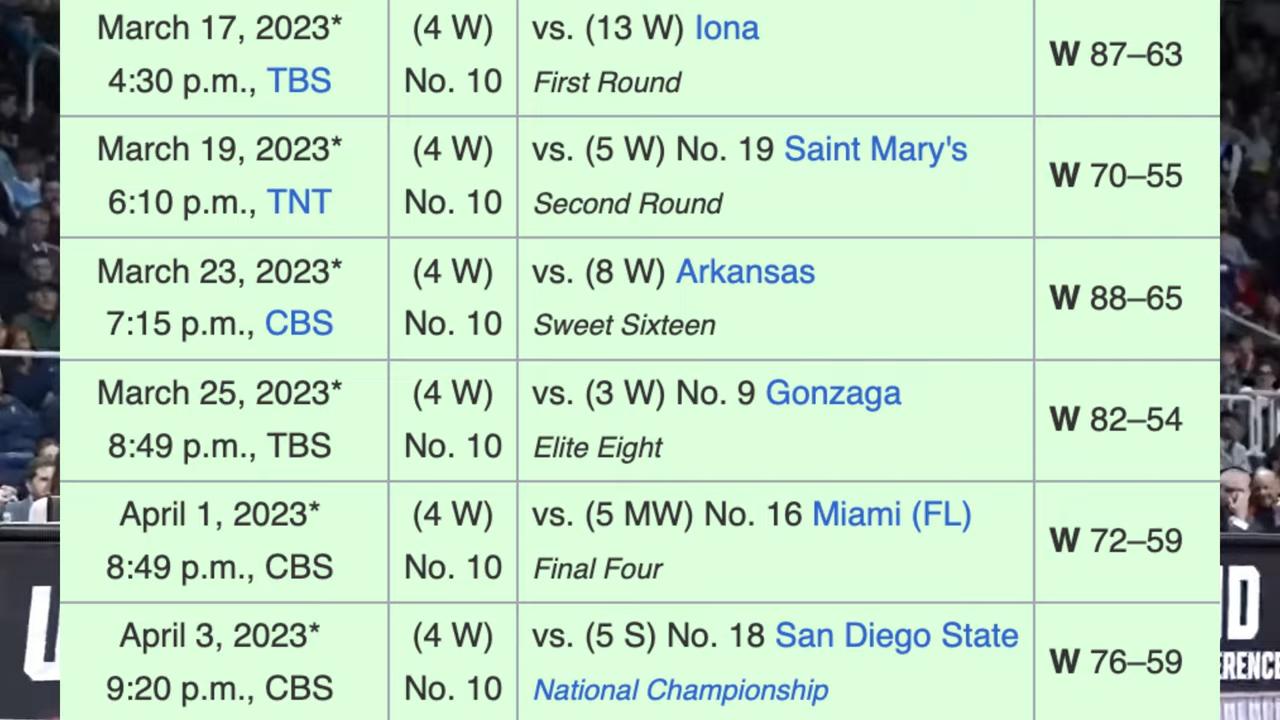 March 17, 2023*
4:30 p.m., TBS
(4 W)
No. 10
vs. (13 W) Iona
First Round
W 87–63
March 19, 2023*
6:10 p.m., TNT
(4 W)
No. 10
vs. (5 W) No. 19 Saint Mary's
Second Round
W 70–55
March 23, 2023*
7:15 p.m., CBS
(4 W)
No. 10
vs. (8 W) Arkansas
Sweet Sixteen
W 88–65
March 25, 2023*
8:49 p.m., TBS
(4 W)
No. 10
vs. (3 W) No. 9 Gonzaga
Elite Eight
W 82–54
April 1, 2023*
8:49 p.m., CBS
(4 W)
No. 10
vs. (5 MW) No. 16 Miami (FL)
Final Four
W 72–59
April 3, 2023*
9:20 p.m., CBS
(4 W)
No. 10
vs. (5 S) No. 18 San Diego State
National Championship
W 76–59